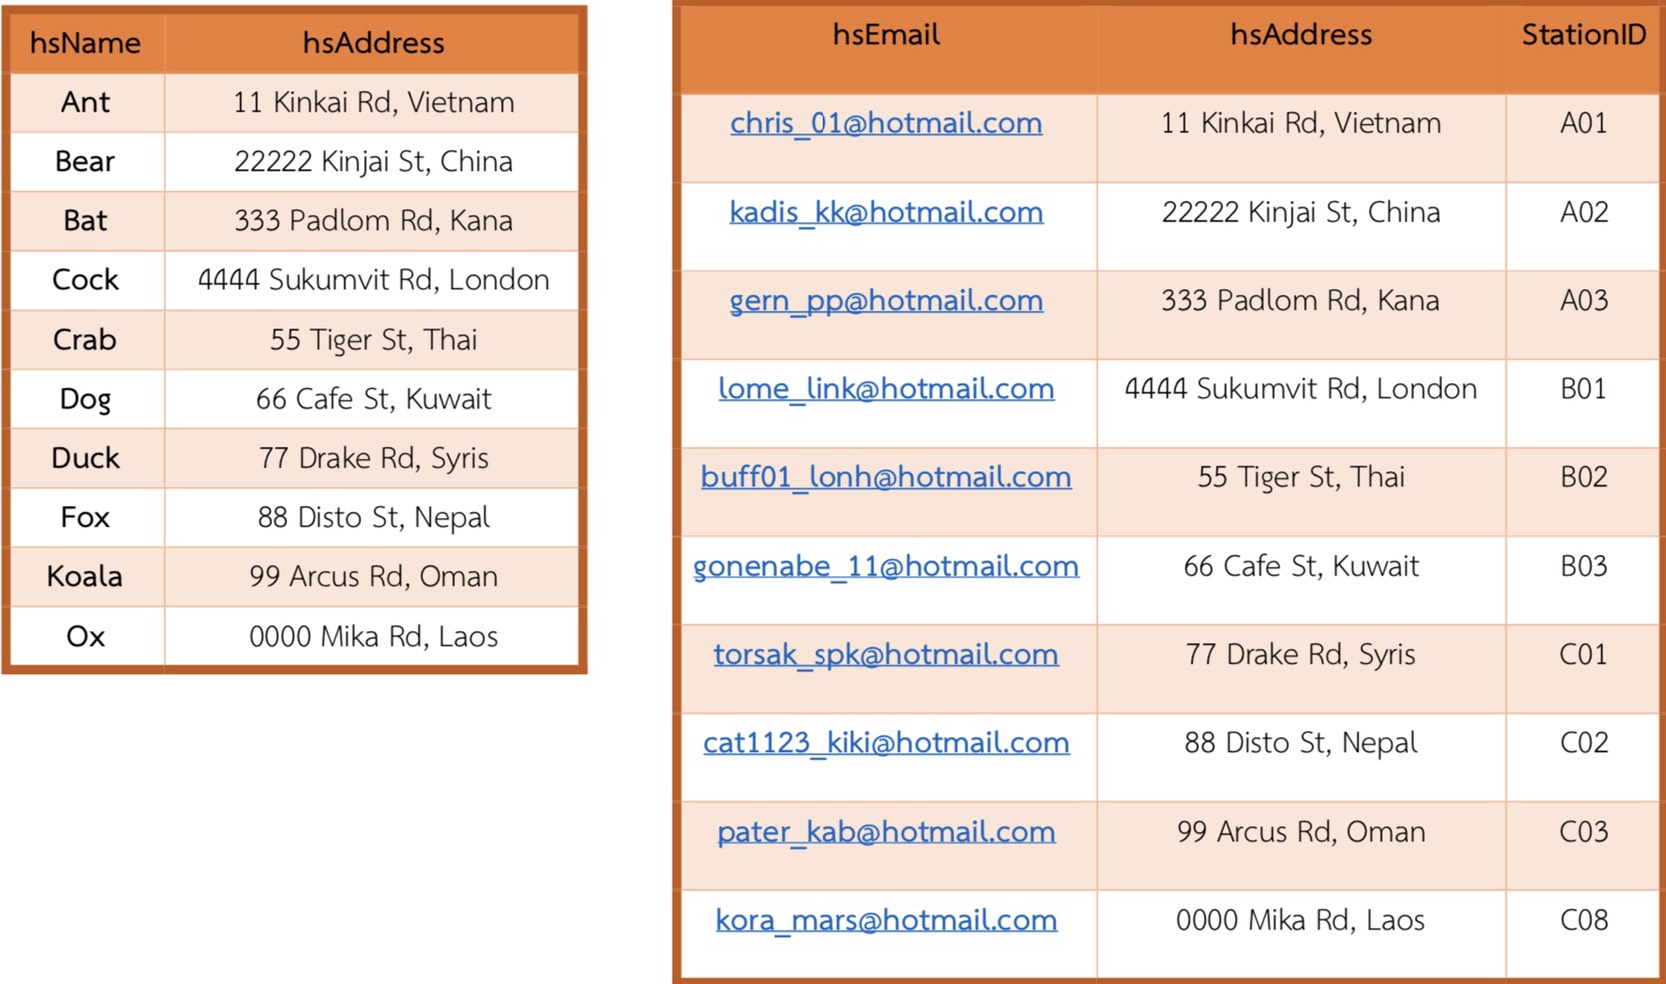 hsName hsAddress
Ant 11 Kinkai Rd, Vietnam
Bear 22222 Kinjai St, China
Bat 333 Padlom Rd, Kana
Cock 4444 Sukumvit Rd, London
Crab 55 Tiger St, Thai
Dog 66 Cafe St, Kuwait
Duck 77 Drake Rd, Syris
Fox 88 Disto St, Nepal
Koala 99 Arcus Rd, Oman
Ox 0000 Mika Rd, Laos
hsEmail hsAddress StationID
chris_01@hotmail.com 11 Kinkai Rd, Vietnam A01
kadis_kk@hotmail.com 22222 Kinjai St, China A02
gern_pp@hotmail.com 333 Padlom Rd, Kana A03
lome_link@hotmail.com 4444 Sukumvit Rd, London B01
buff01_lonh@hotmail.com 55 Tiger St, Thai B02
gonenabe_11@hotmail.com 66 Cafe St, Kuwait B03
torsak_spk@hotmail.com 77 Drake Rd, Syris C01
cat1123_kiki@hotmail.com 88 Disto St, Nepal C02
pater_kab@hotmail.com 99 Arcus Rd, Oman C03
kora_mars@hotmail.com 0000 Mika Rd, Laos C08